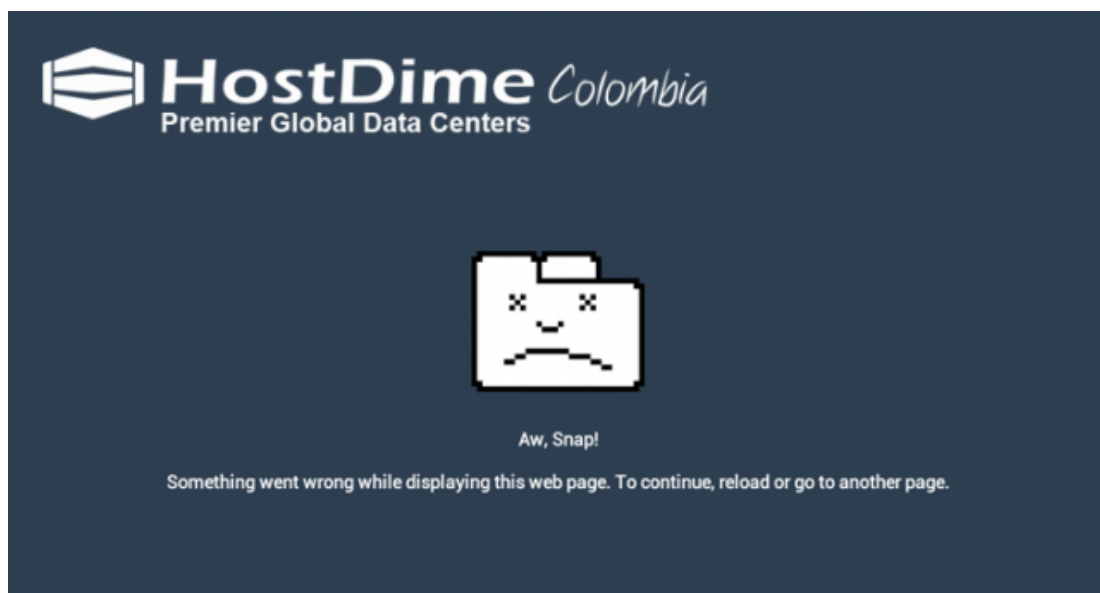 HostDime Colombia
Premier Global Data Centers
Aw, Snap!
Something went wrong while displaying this web page. To continue, reload or go to another page.